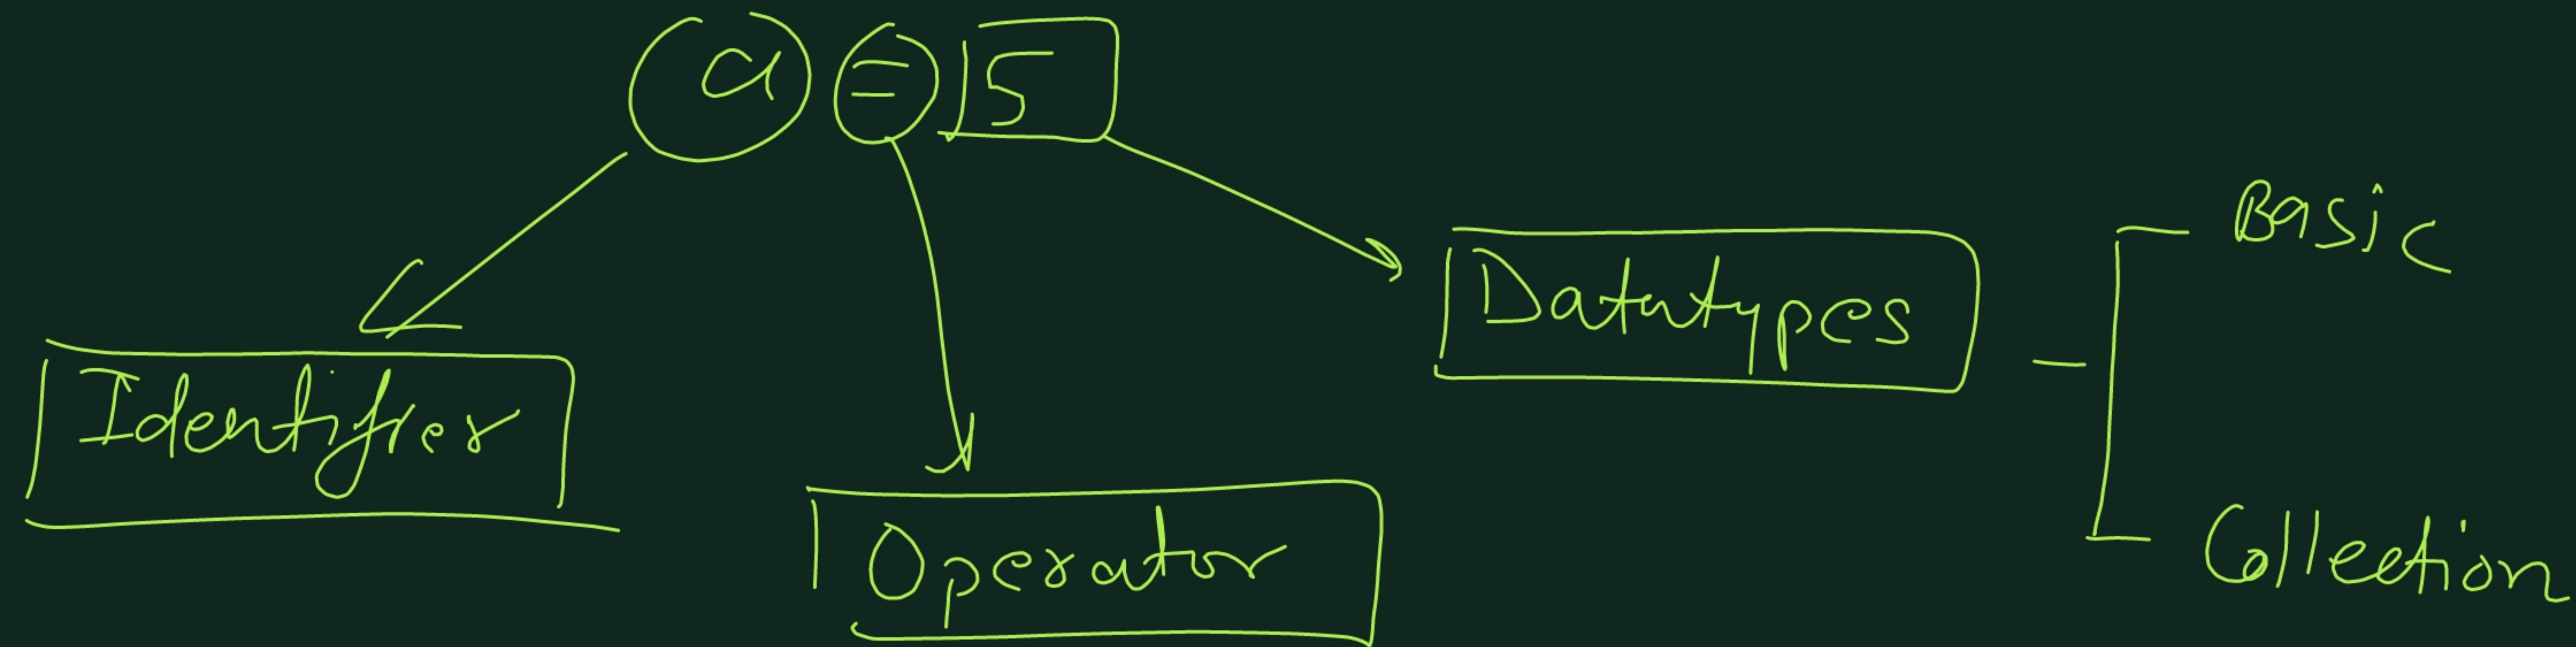 a = 5
Basic
Datatypes
Identifier
Operator
Collection